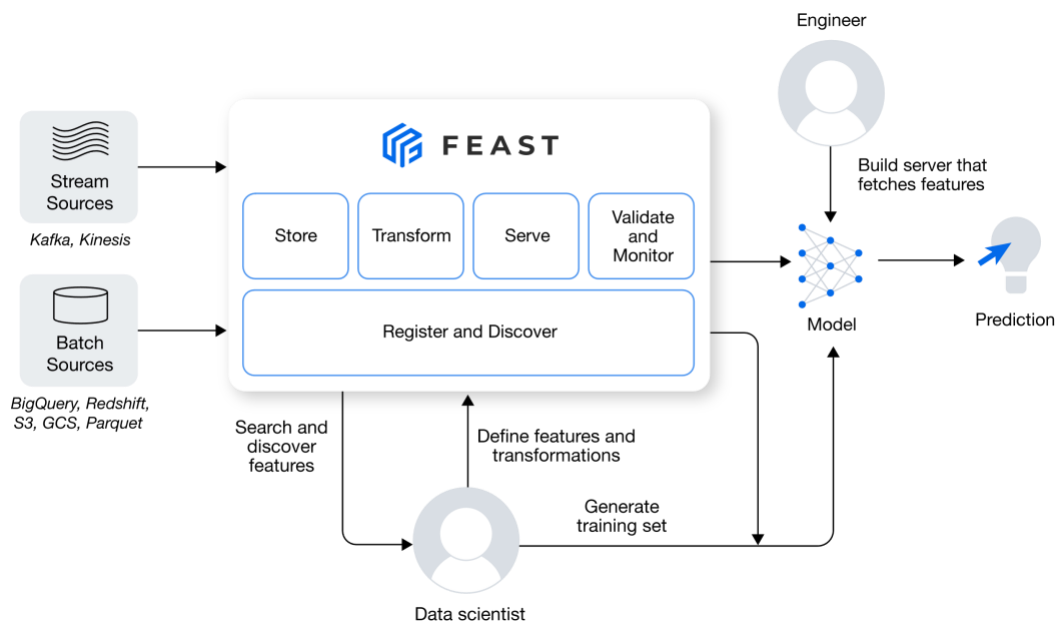 Engineer
FEAST
Build server that
fetches features
Stream
Sources
Kafka, Kinesis
Store
Transform
Serve
Validate
and
Monitor
Batch
Sources
BigQuery, Redshift,
S3, GCS, Parquet
Register and Discover
Model
Prediction
Search and
discover
features
Define features and
transformations
Generate
training set
Data scientist